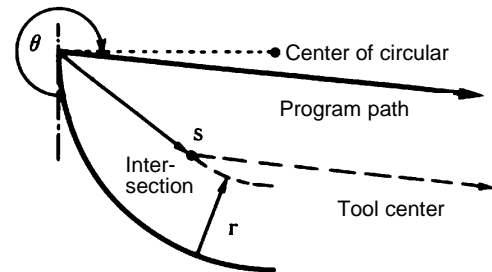 θ
Center of circular
Program path
S
Inter-
section
Tool center
r